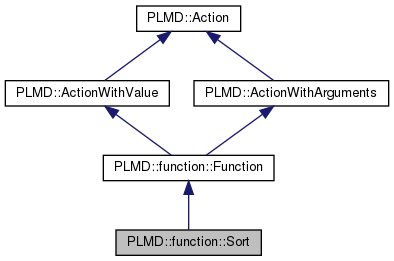 PLMD::Action
PLMD::ActionWithValue
PLMD::ActionWithArguments
PLMD::function::Function
PLMD::function::Sort